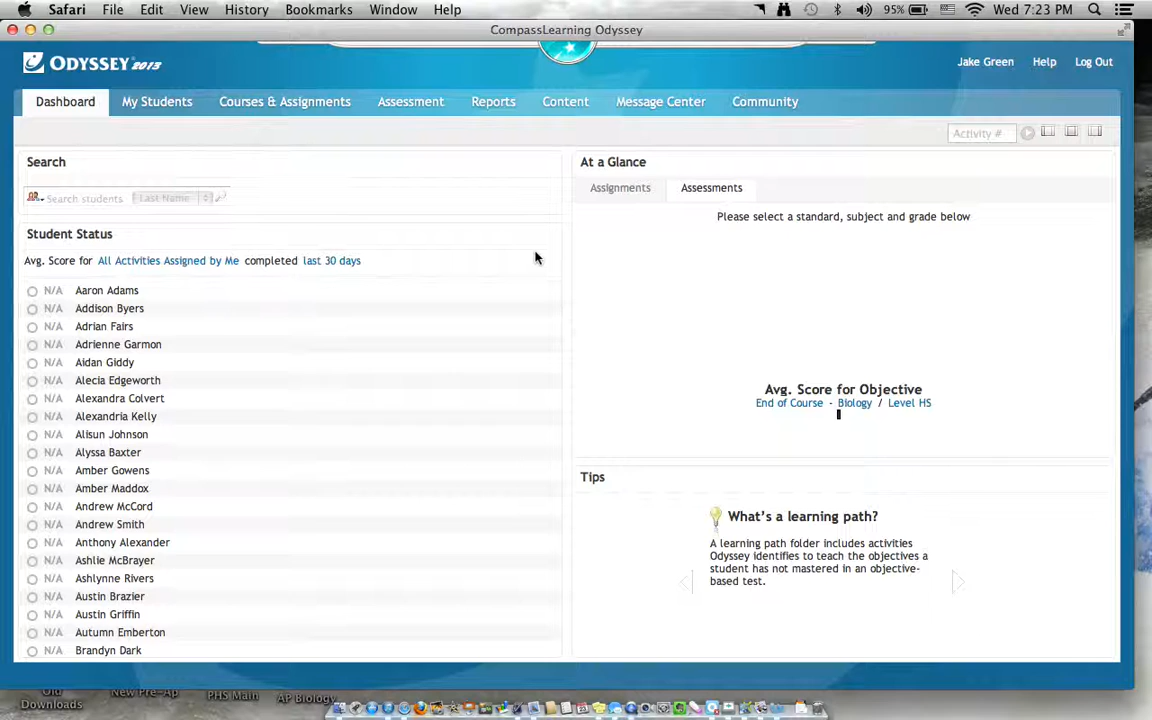 Safari File Edit View History Bookmarks Window Help 95% Wed 7:23 PM
CompassLearning Odyssey
ODYSSEY 2013 Jake Green Help Log Out
Dashboard My Students Courses & Assignments Assessment Reports Content Message Center Community
Activity #
Search
Search students Last Name
Student Status
Avg. Score for All Activities Assigned by Me completed last 30 days
N/A Aaron Adams
N/A Addison Byers
N/A Adrian Fairs
N/A Adrienne Garmon
N/A Aidan Giddy
N/A Alecia Edgeworth
N/A Alexandra Colvert
N/A Alexandria Kelly
N/A Alisun Johnson
N/A Alyssa Baxter
N/A Amber Gowens
N/A Amber Maddox
N/A Andrew McCord
N/A Andrew Smith
N/A Anthony Alexander
N/A Ashlie McBrayer
N/A Ashlynne Rivers
N/A Austin Brazier
N/A Austin Griffin
N/A Autumn Emberton
N/A Brandyn Dark
At a Glance
Assignments Assessments
Please select a standard, subject and grade below
Avg. Score for Objective
End of Course - Biology / Level HS
Tips
What's a learning path?
A learning path folder includes activities
Odyssey identifies to teach the objectives a
student has not mastered in an objective-
based test.
Old
Downloads
New Pre-Ap
PHS Main
AP Biology